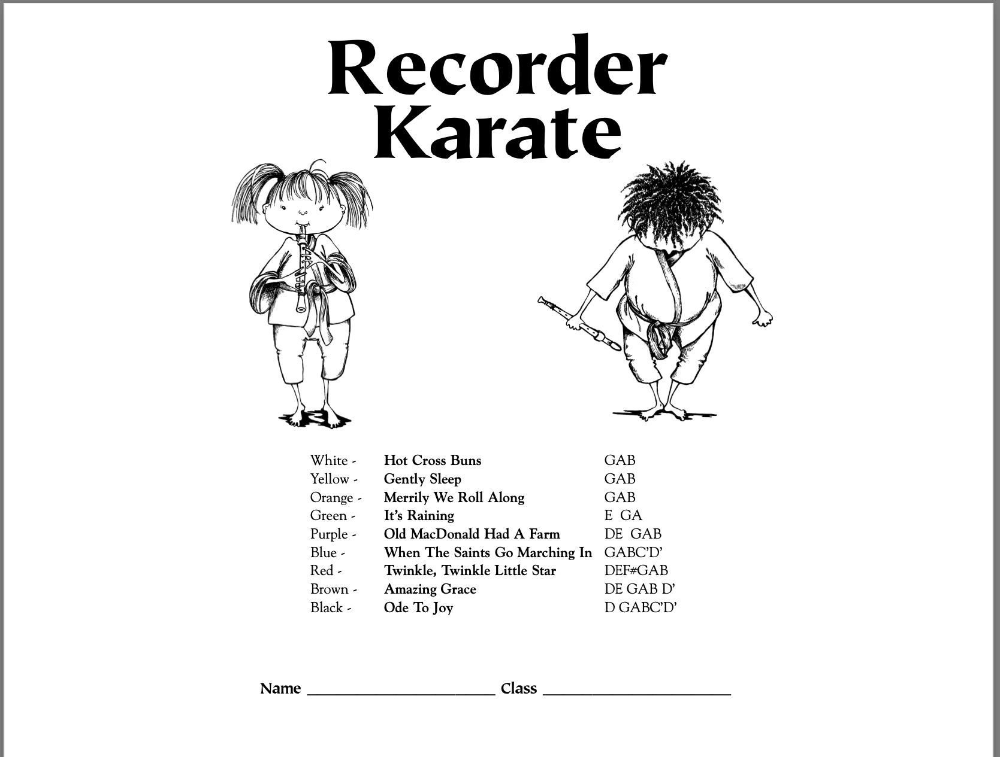 Recorder
Karate
White - Hot Cross Buns GAB
Yellow - Gently Sleep GAB
Orange - Merrily We Roll Along GAB
Green - It’s Raining E  GA
Purple - Old MacDonald Had A Farm DE  GAB
Blue - When The Saints Go Marching In GABC’D’
Red - Twinkle, Twinkle Little Star DEF#GAB
Brown - Amazing Grace DE GAB D’
Black - Ode To Joy D GABC’D’
Name ________________________ Class ________________________